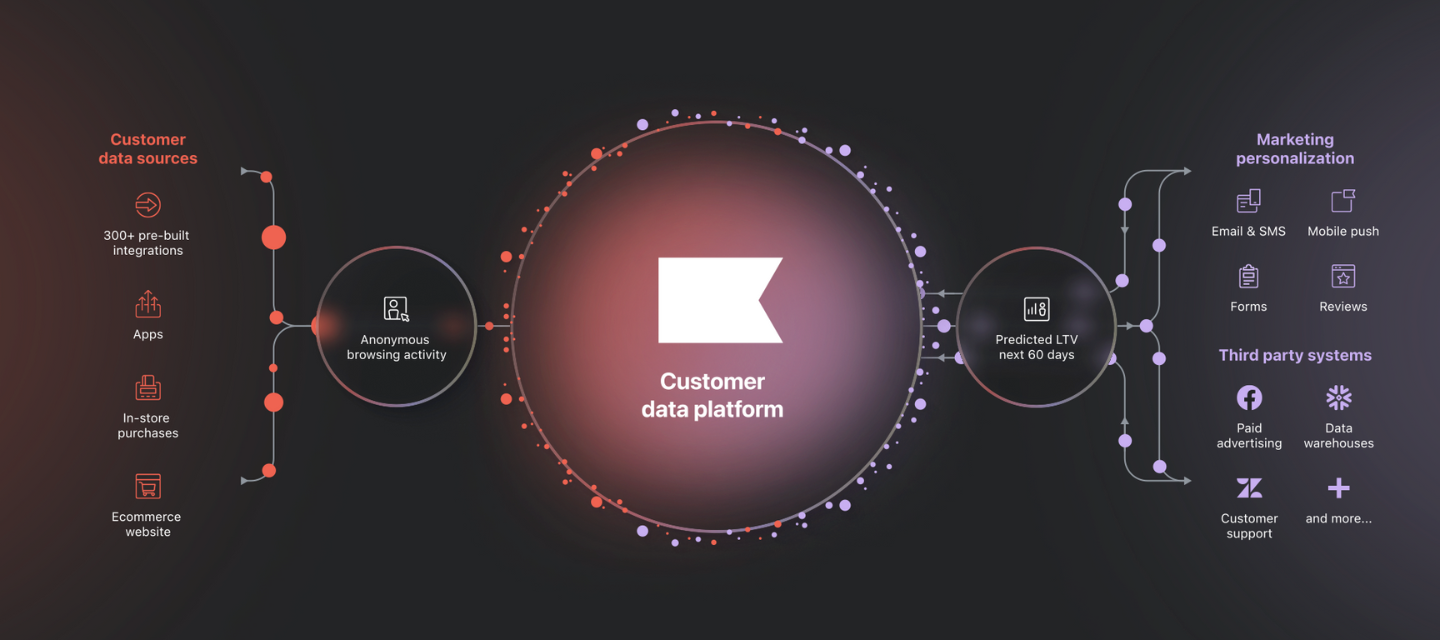 Customer
data sources
300+ pre-built
integrations
Apps
In-store
purchases
Ecommerce
website
Anonymous
browsing activity
Customer
data platform
Predicted LTV
next 60 days
Marketing
personalization
Email & SMS
Mobile push
Forms
Reviews
Third party systems
Paid
advertising
Data
warehouses
Customer
support
and more...